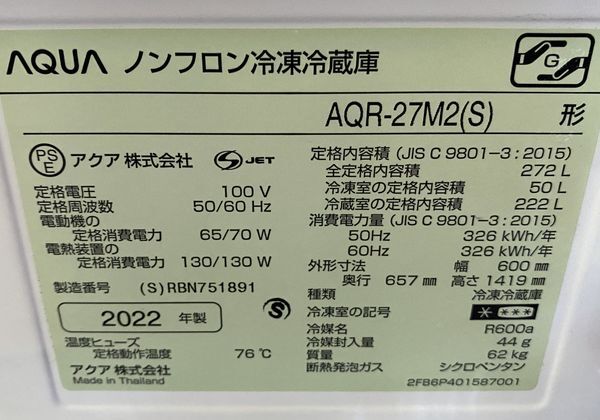 AQUA ノンフロン冷凍冷蔵庫
G
AQR-27M2(S) 形
PSE アクア 株式会社 S JET
定格電圧 100 V
定格周波数 50/60 Hz
電動機の
定格消費電力 65/70 W
電熱装置の
定格消費電力 130/130 W
製造番号 (S)RBN751891
2022 年製
S
温度ヒューズ
定格動作温度 76 ℃
アクア 株式会社
Made in Thailand
定格内容積 (JIS C 9801-3:2015)
全定格内容積 272 L
冷凍室の定格内容積 50 L
冷蔵室の定格内容積 222 L
消費電力量 (JIS C 9801-3:2015)
50Hz 326 kWh/年
60Hz 326 kWh/年
外形寸法 幅 600 mm
奥行 657 mm 高さ 1419 mm
種類 冷凍冷蔵庫
冷凍室の記号 * ***
冷媒名 R600a
冷媒封入量 44 g
質量 62 kg
断熱発泡ガス シクロペンタン
2FB6P401587001